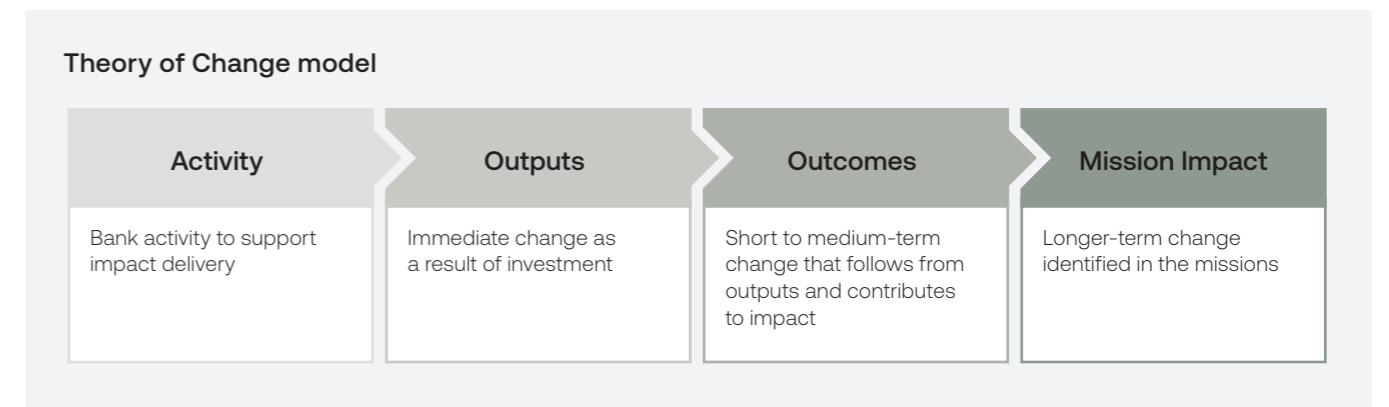 Theory of Change model
Activity
Bank activity to support
impact delivery
Outputs
Immediate change as
a result of investment
Outcomes
Short to medium-term
change that follows from
outputs and contributes
to impact
Mission Impact
Longer-term change
identified in the missions